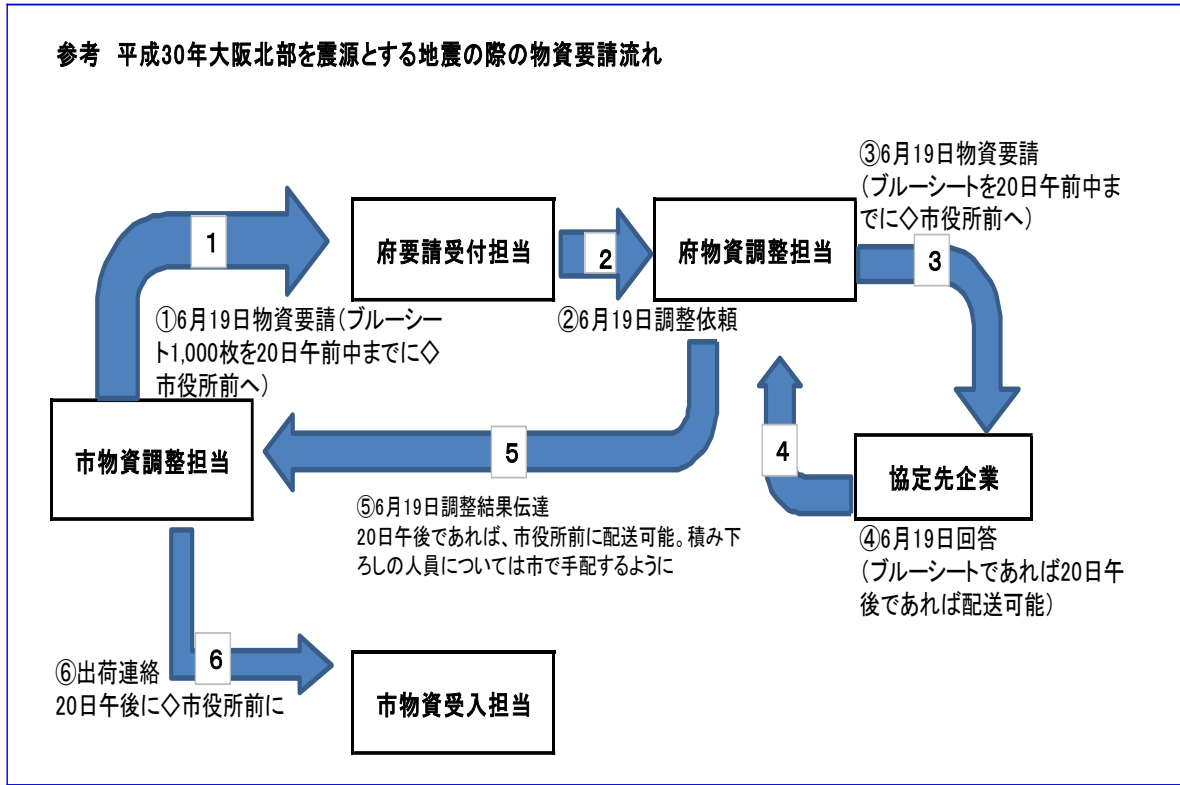 参考 平成30年大阪北部を震源とする地震の際の物資要請流れ
③6月19日物資要請
(ブルーシートを20日午前中ま
でに◇市役所前へ)
1
府要請受付担当
2
府物資調整担当
3
①6月19日物資要請(ブルーシー
ト1,000枚を20日午前中までに◇
市役所前へ)
②6月19日調整依頼
市物資調整担当
5
4
協定先企業
⑤6月19日調整結果伝達
20日午後であれば、市役所前に配送可能。積み下
ろしの人員については市で手配するように
④6月19日回答
(ブルーシートであれば20日午
後であれば配送可能)
6
⑥出荷連絡
20日午後に◇市役所前に
市物資受入担当